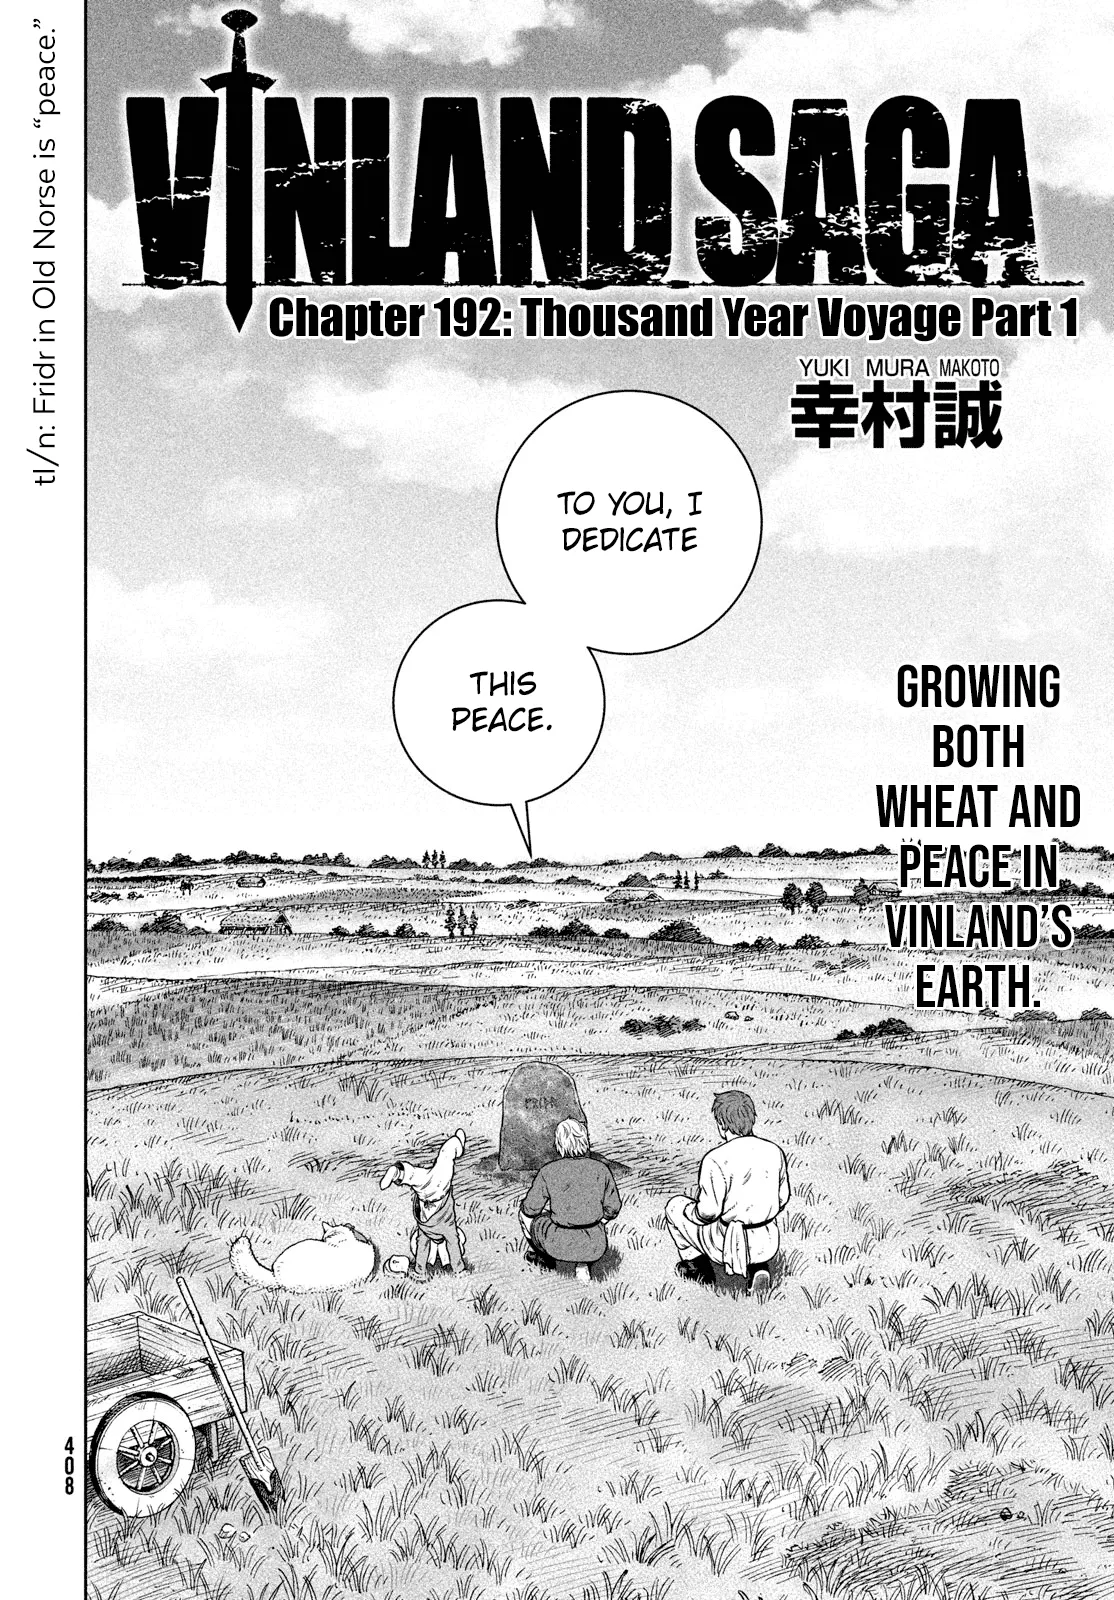 tl/n: Fridr in Old Norse is “peace.”
VINLAND SAGA
Chapter 192: Thousand Year Voyage Part 1
YUKI MURA MAKOTO
幸村誠
TO YOU, I
DEDICATE
THIS
PEACE.
GROWING
BOTH
WHEAT AND
PEACE IN
VINLAND’S
EARTH.
408